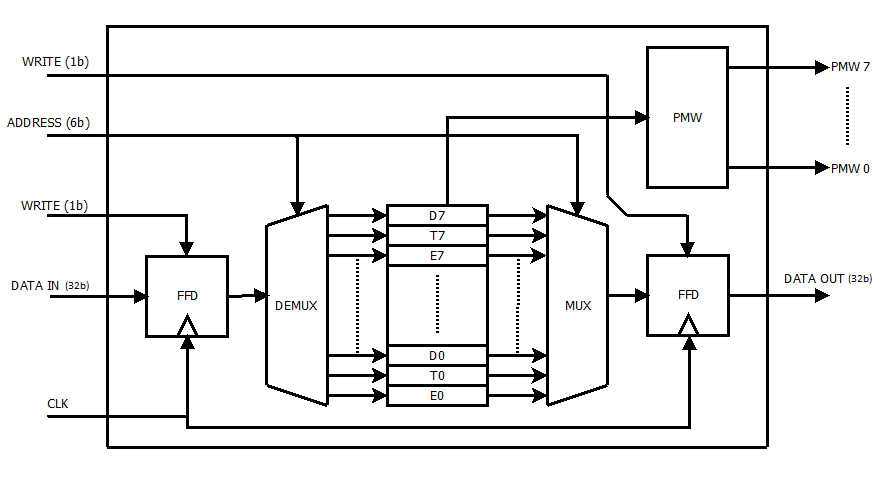 WRITE (1b)
PMW 7
ADDRESS (6b)
PMW
PMW 0
WRITE (1b)
D7
T7
E7
DATA IN (32b)
FFD
DEMUX
MUX
FFD
DATA OUT (32b)
D0
T0
E0
CLK